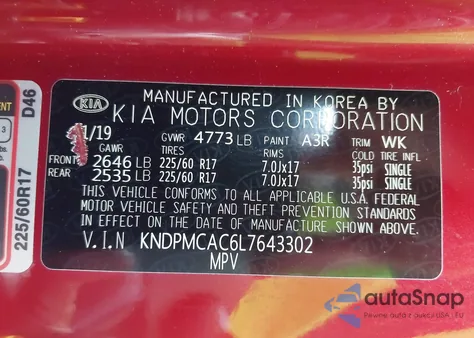 MANUFACTURED IN KOREA BY
KIA KIA MOTORS CORPORATION
1/19 GVWR 4773 LB PAINT A3R TRIM WK
GAWR TIRES RIMS COLD TIRE INFL
FRONT 2646 LB 225/60 R17 7.0Jx17 35psi SINGLE
REAR 2535 LB 225/60 R17 7.0Jx17 35psi SINGLE
THIS VEHICLE CONFORMS TO ALL APPLICABLE U.S.A. FEDERAL
MOTOR VEHICLE SAFETY AND THEFT PREVENTION STANDARDS
IN EFFECT ON THE DATE OF MANUFACTURE SHOWN ABOVE.
V.I.N KNDPMCAC6L7643302
MPV
D46
225/60R17
3
autoSnap